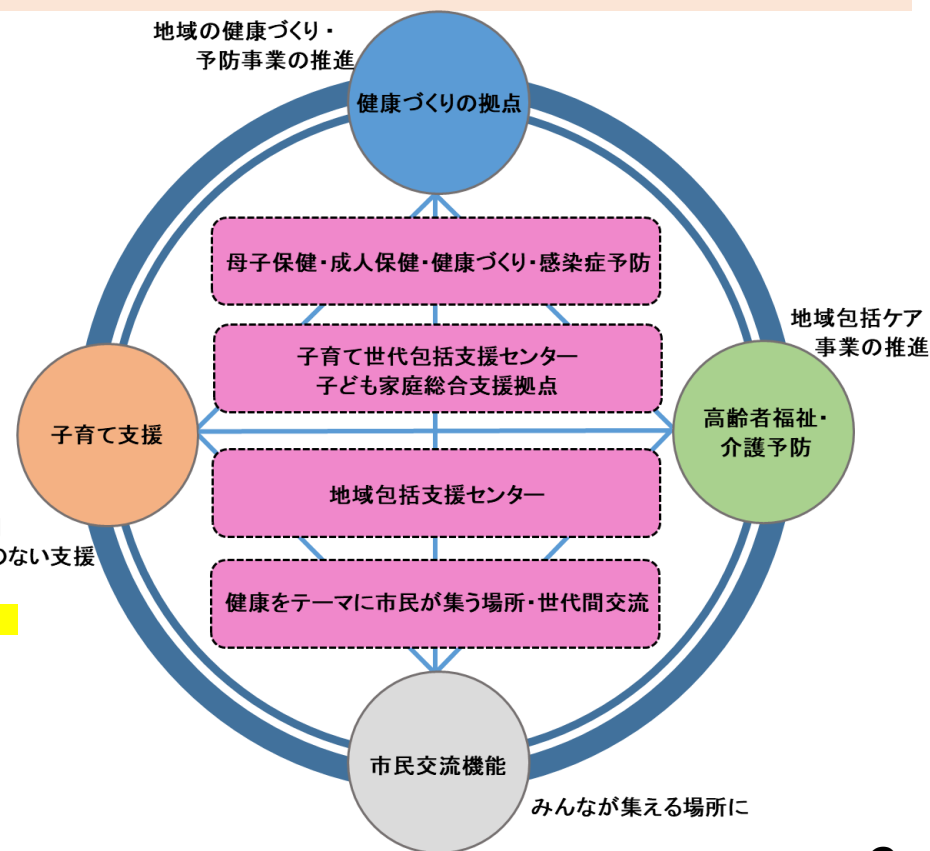 地域の健康づくり・
予防事業の推進
健康づくりの拠点
母子保健・成人保健・健康づくり・感染症予防
地域包括ケア
事業の推進
子育て世代包括支援センター
子ども家庭総合支援拠点
子育て支援
高齢者福祉・
介護予防
地域包括支援センター
のない支援
健康をテーマに市民が集う場所・世代間交流
市民交流機能
みんなが集える場所に